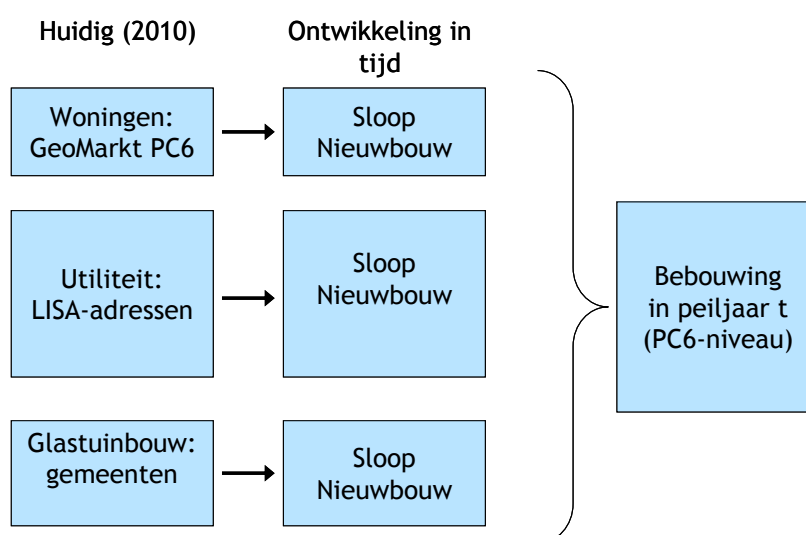 Huidig (2010)
Ontwikkeling in
tijd
Woningen:
GeoMarkt PC6
Sloop
Nieuwbouw
Utiliteit:
LISA-adressen
Sloop
Nieuwbouw
Glastuinbouw:
gemeenten
Sloop
Nieuwbouw
Bebouwing
in peiljaar t
(PC6-niveau)